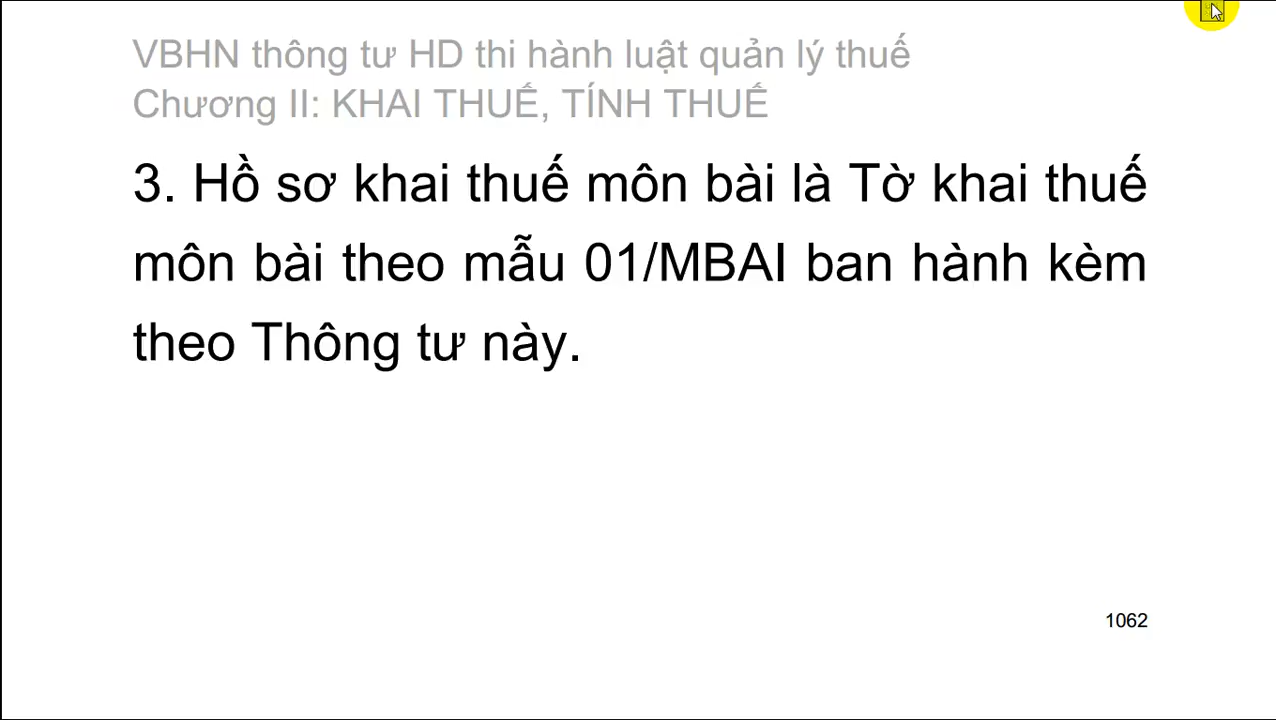 VBHN thông tư HD thi hành luật quản lý thuế
Chương II: KHAI THUẾ, TÍNH THUẾ
3. Hồ sơ khai thuế môn bài là Tờ khai thuế
môn bài theo mẫu 01/MBAI ban hành kèm
theo Thông tư này.
1062